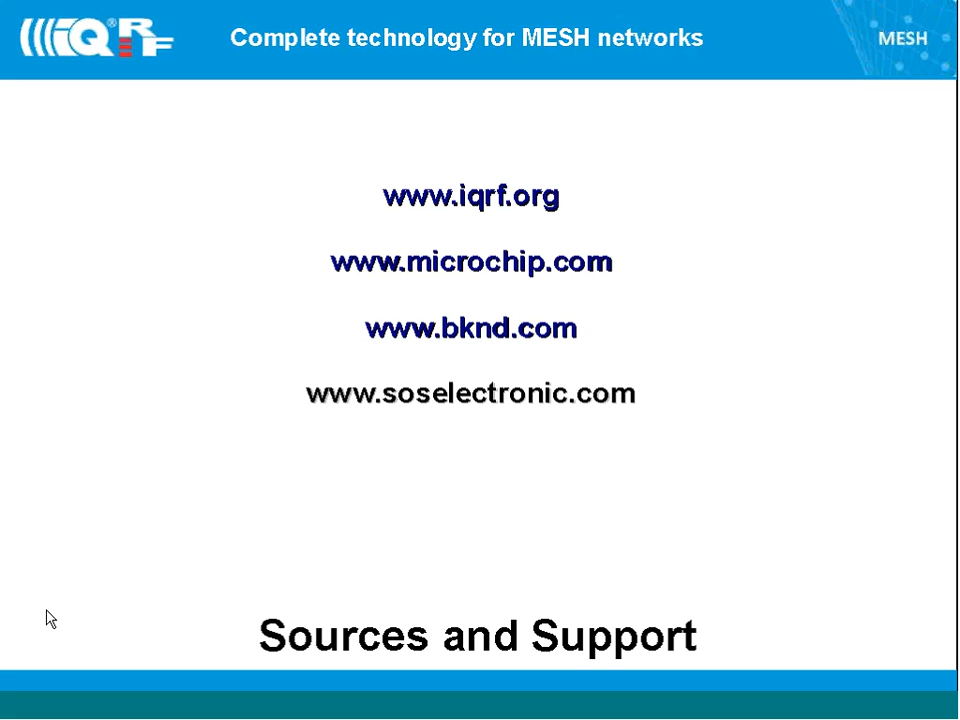 IQRF®
Complete technology for MESH networks
MESH
www.iqrf.org
www.microchip.com
www.bknd.com
www.soselectronic.com
Sources and Support